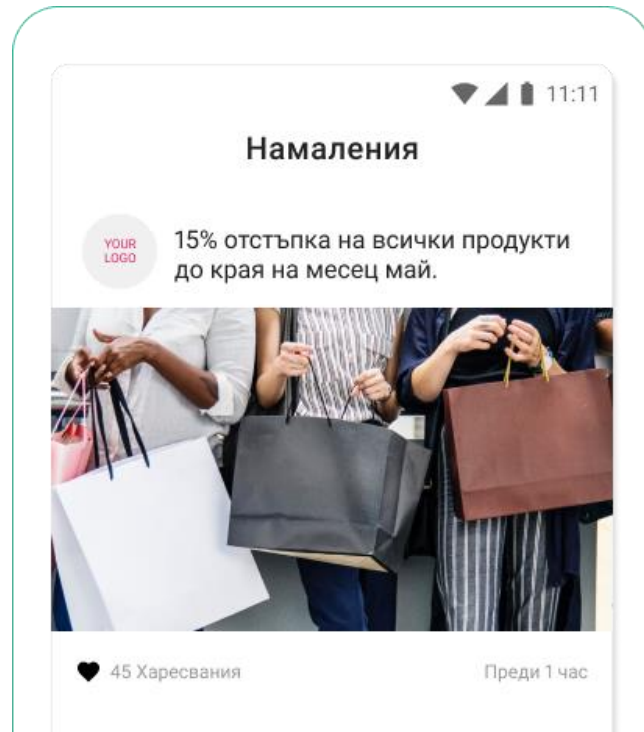 11:11
Намаления
YOUR
LOGO
15% отстъпка на всички продукти
до края на месец май.
45 Харесвания
Преди 1 час